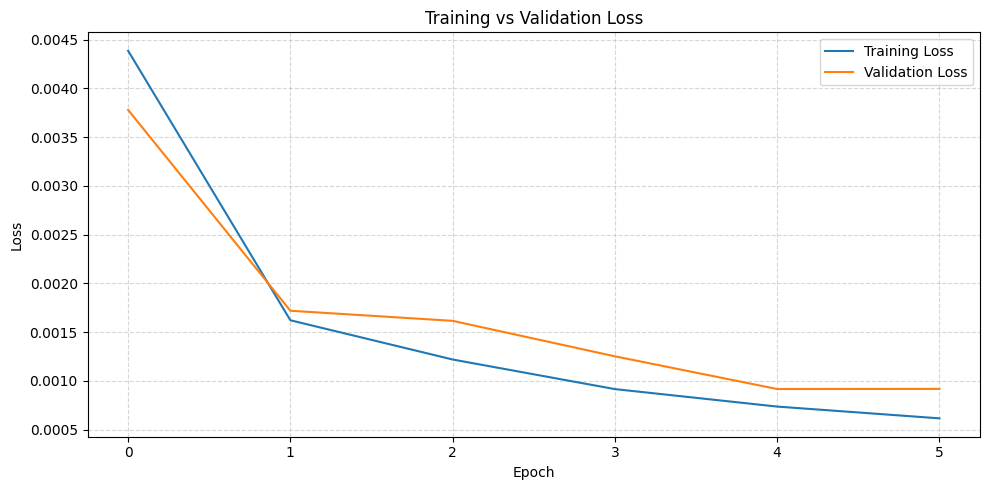 Training vs Validation Loss
Training Loss
Validation Loss
0.0045
0.0040
0.0035
0.0030
0.0025
0.0020
0.0015
0.0010
0.0005
Loss
0 1 2 3 4 5
Epoch